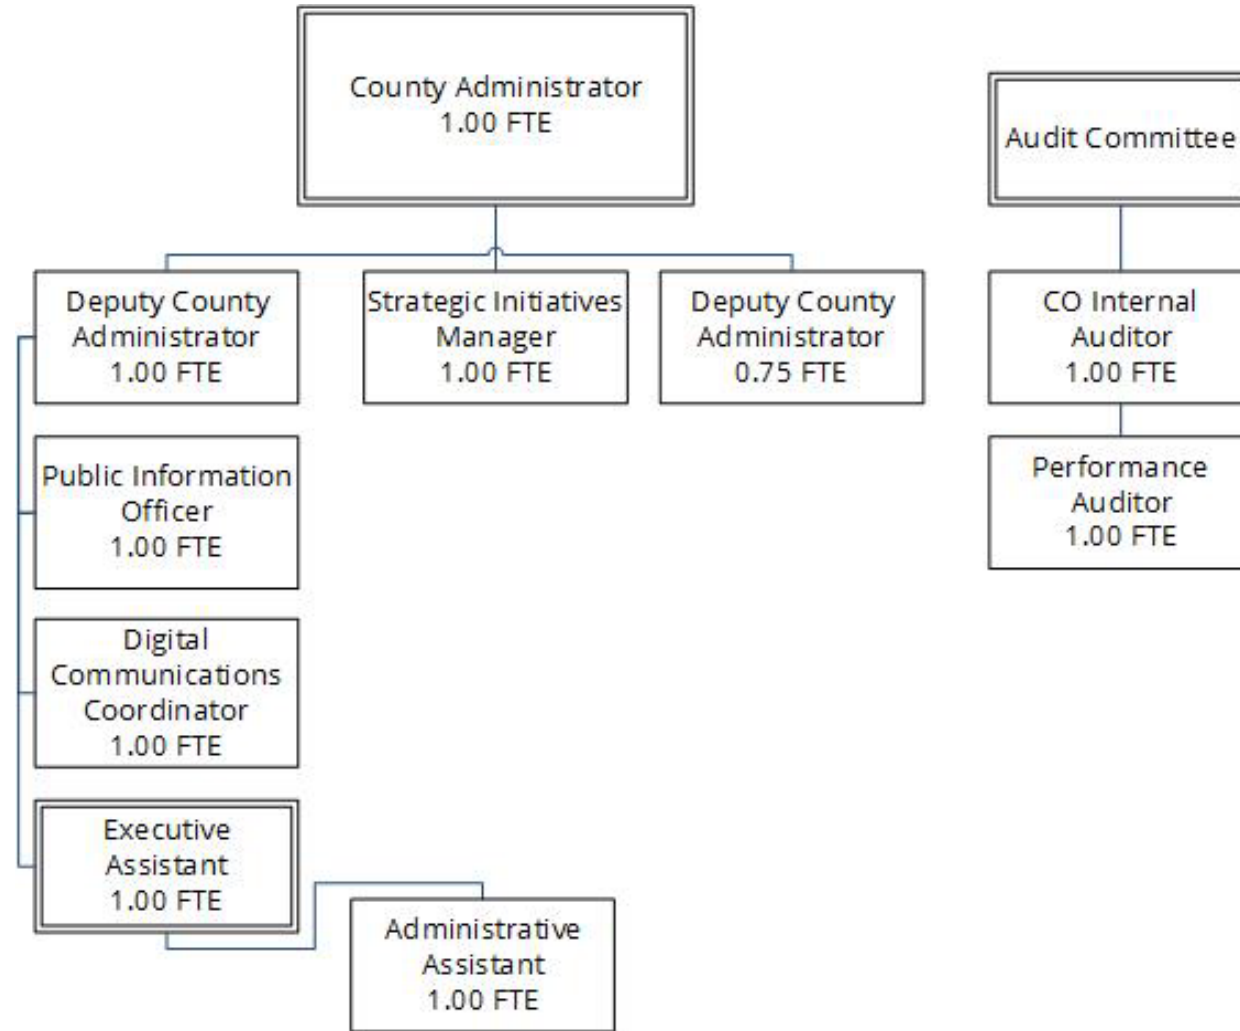 County Administrator
1.00 FTE
Audit Committee
Deputy County
Administrator
1.00 FTE
Strategic Initiatives
Manager
1.00 FTE
Deputy County
Administrator
0.75 FTE
CO Internal
Auditor
1.00 FTE
Public Information
Officer
1.00 FTE
Performance
Auditor
1.00 FTE
Digital
Communications
Coordinator
1.00 FTE
Executive
Assistant
1.00 FTE
Administrative
Assistant
1.00 FTE